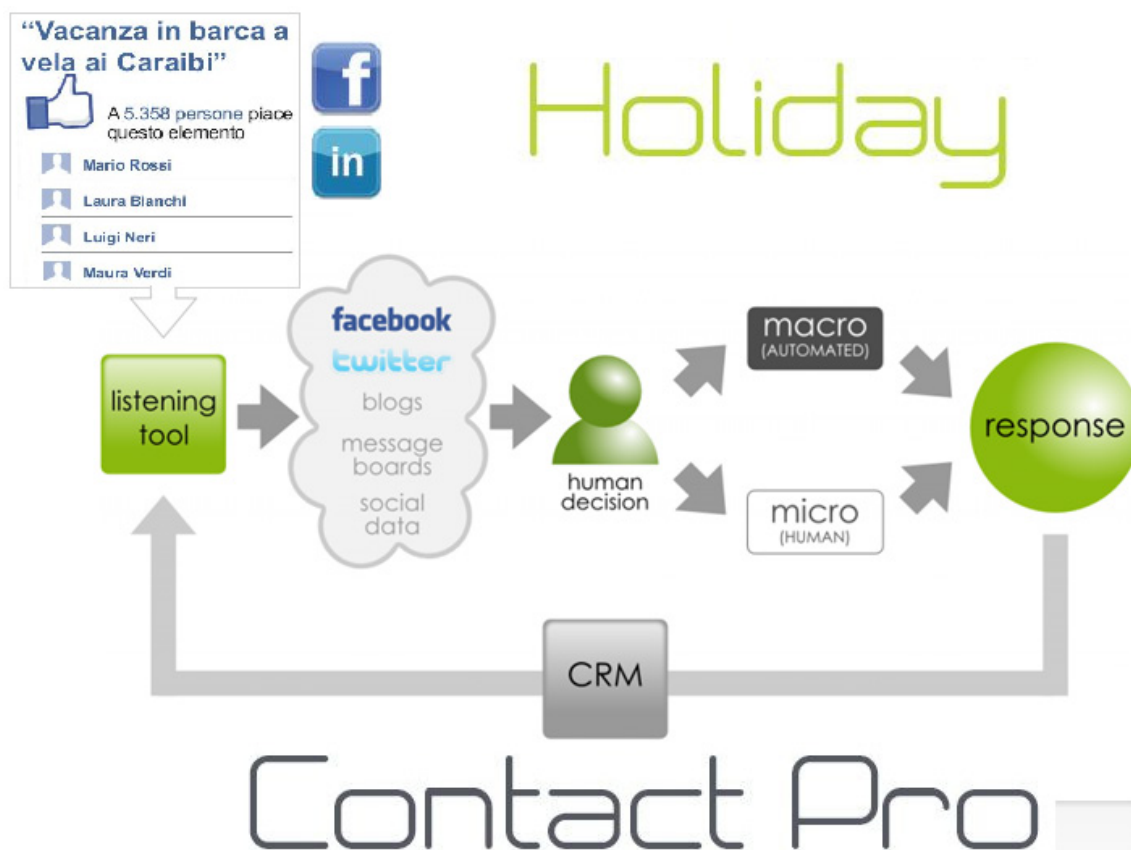 “Vacanza in barca a
vela ai Caraibi”
A 5.358 persone piace
questo elemento
Mario Rossi
Laura Bianchi
Luigi Neri
Maura Verdi
f
in
Holiday
listening
tool
facebook
twitter
blogs
message
boards
social
data
human
decision
macro
(AUTOMATED)
micro
(HUMAN)
response
CRM
Contact Pro